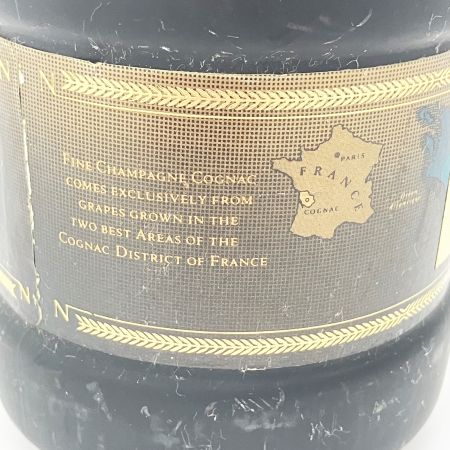 N
N
FINE CHAMPAGNE COGNAC
COMES EXCLUSIVELY FROM
GRAPES GROWN IN THE
TWO BEST AREAS OF THE
COGNAC DISTRICT OF FRANCE
PARIS
FRANCE
COGNAC
N
N